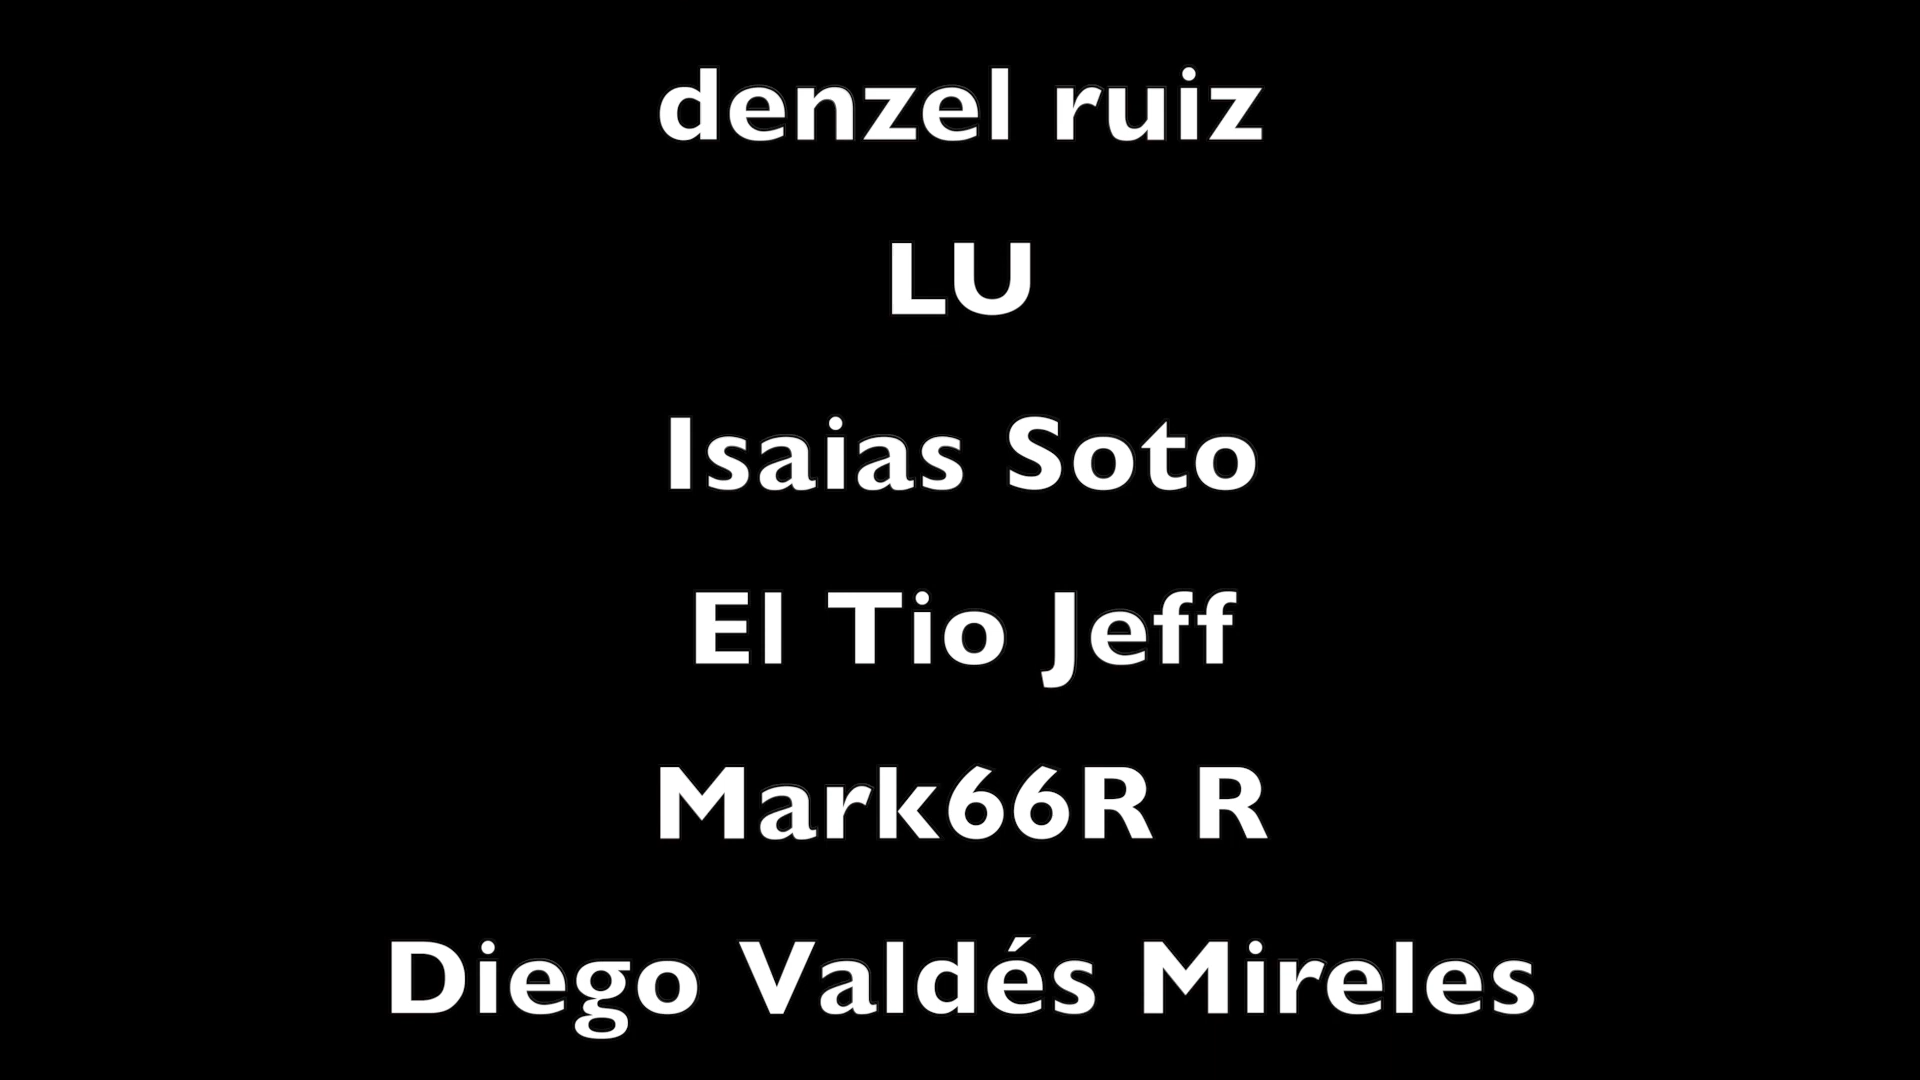 denzel ruiz
LU
Isaias Soto
El Tio Jeff
Mark66R R
Diego Valdés Mireles